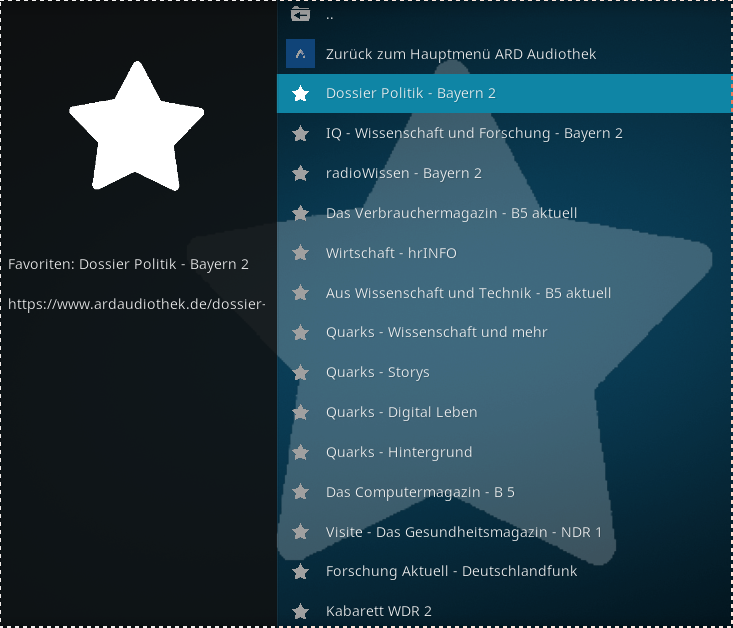 ..
Zurück zum Hauptmenü ARD Audiothek
Dossier Politik - Bayern 2
IQ - Wissenschaft und Forschung - Bayern 2
radioWissen - Bayern 2
Das Verbrauchermagazin - B5 aktuell
Wirtschaft - hrINFO
Aus Wissenschaft und Technik - B5 aktuell
Quarks - Wissenschaft und mehr
Quarks - Storys
Quarks - Digital Leben
Quarks - Hintergrund
Das Computermagazin - B 5
Visite - Das Gesundheitsmagazin - NDR 1
Forschung Aktuell - Deutschlandfunk
Kabarett WDR 2
Favoriten: Dossier Politik - Bayern 2
https://www.ardaudiothek.de/dossier-